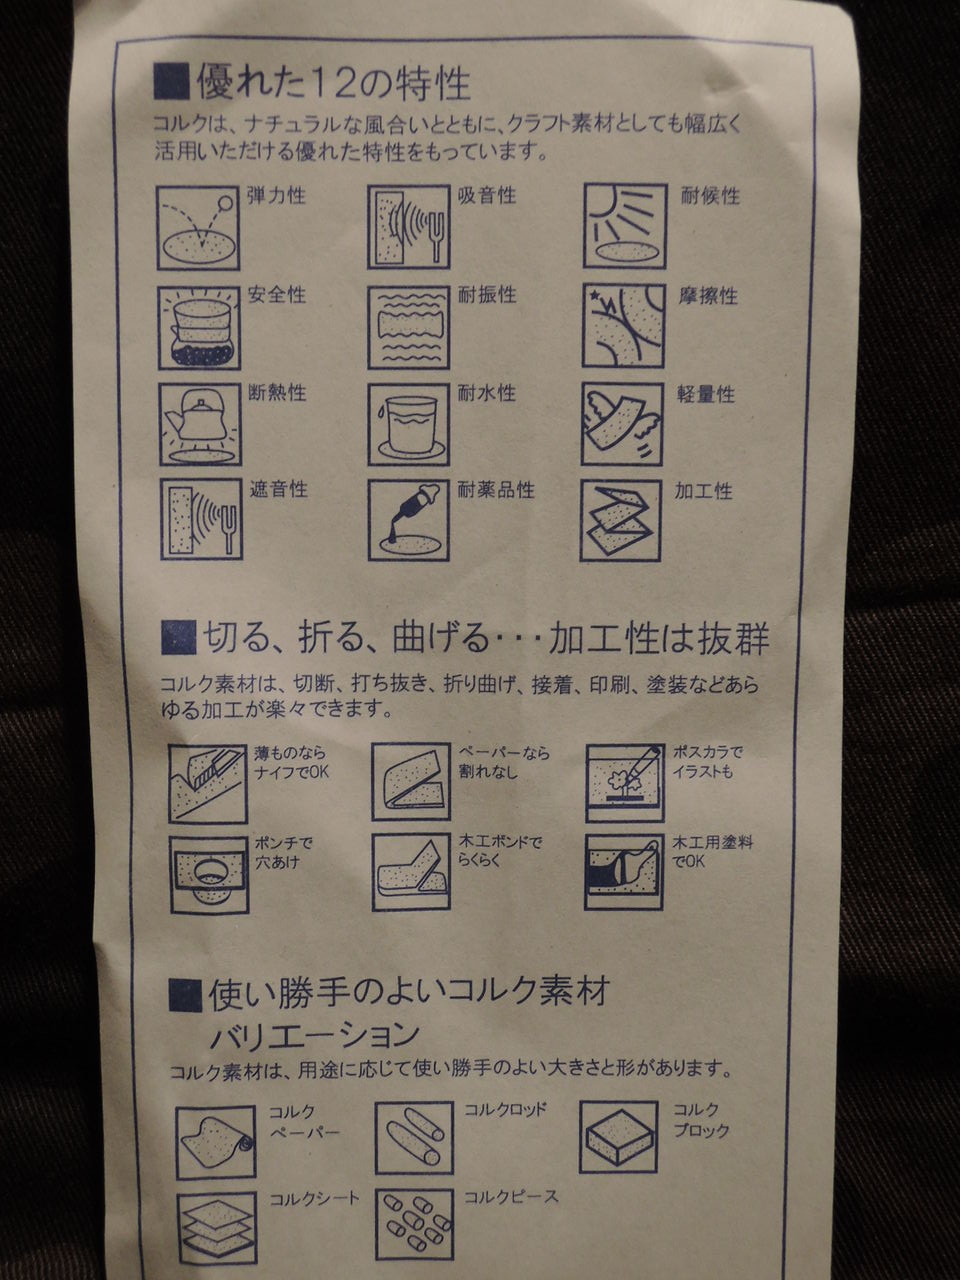 ■優れた12の特性
コルクは、ナチュラルな風合いとともに、クラフト素材としても幅広く
活用いただける優れた特性をもっています。
弾力性
吸音性
耐候性
安全性
耐振性
摩擦性
断熱性
耐水性
軽量性
遮音性
耐薬品性
加工性
■切る、折る、曲げる･･･加工性は抜群
コルク素材は、切断、打ち抜き、折り曲げ、接着、印刷、塗装などあら
ゆる加工が楽々できます。
薄ものなら
ナイフでOK
ペーパーなら
割れなし
ポスカラで
イラストも
ポンチで
穴あけ
木工ボンドで
らくらく
木工用塗料
でOK
■使い勝手のよいコルク素材
バリエーション
コルク素材は、用途に応じて使い勝手のよい大きさと形があります。
コルク
ペーパー
コルクロッド
コルク
ブロック
コルクシート
コルクピース